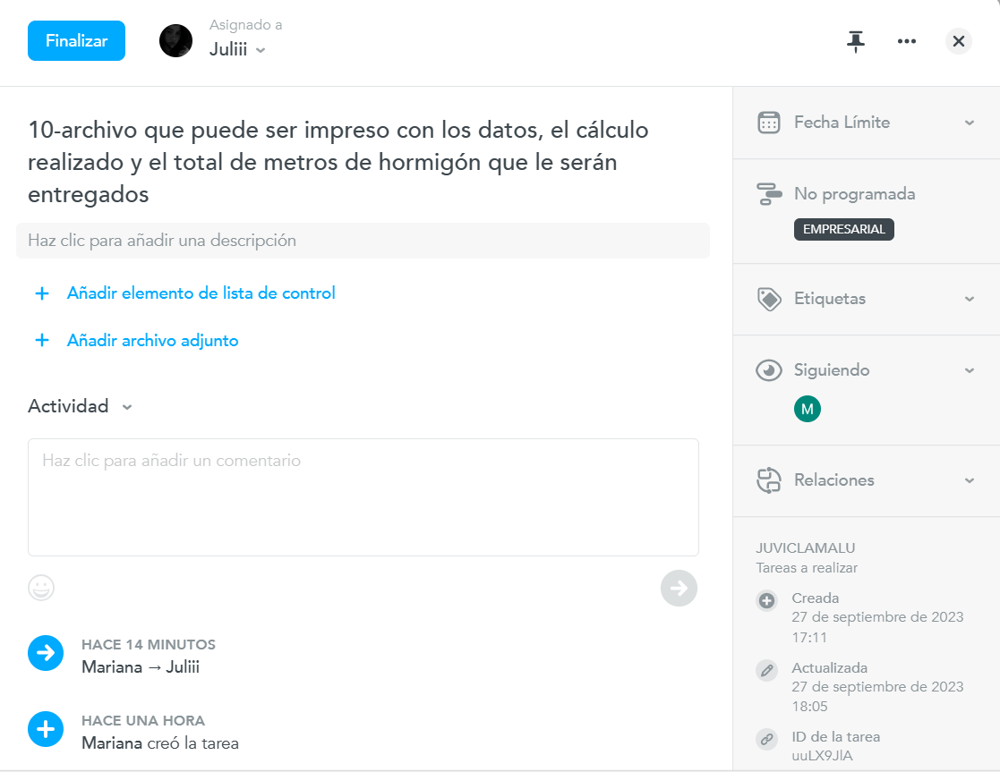 Finalizar
Asignado a
Juliii
10-archivo que puede ser impreso con los datos, el cálculo
realizado y el total de metros de hormigón que le serán
entregados
Haz clic para añadir una descripción
+ Añadir elemento de lista de control
+ Añadir archivo adjunto
Actividad
Haz clic para añadir un comentario
HACE 14 MINUTOS
Mariana → Juliii
HACE UNA HORA
Mariana creó la tarea
Fecha Límite
No programada
EMPRESARIAL
Etiquetas
Siguiendo
M
Relaciones
JUVICLAMALU
Tareas a realizar
Creada
27 de septiembre de 2023
17:11
Actualizada
27 de septiembre de 2023
18:05
ID de la tarea
uuLX9JlA